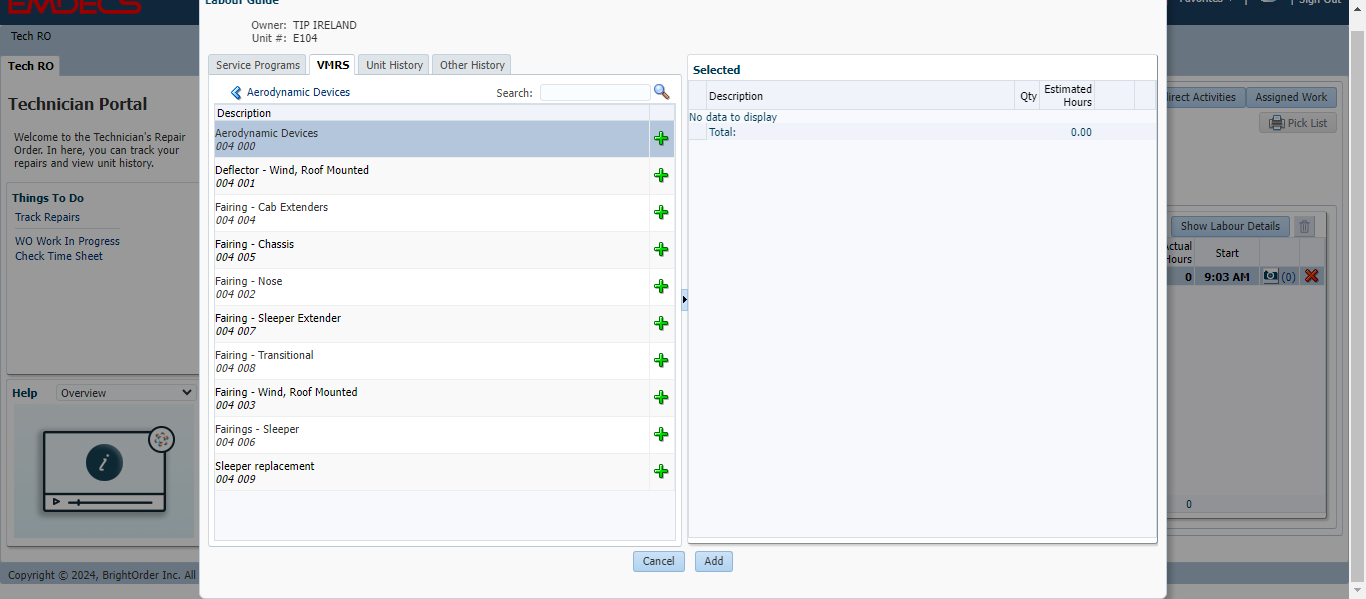 EMDECS
Labour Guide
Sign Out
Tech RO
Tech RO
Technician Portal
Welcome to the Technician's Repair
Order. In here, you can track your
repairs and view unit history.
Things To Do
Track Repairs
WO Work In Progress
Check Time Sheet
Help
Overview
Copyright © 2024, BrightOrder Inc. All
Owner: TIP IRELAND
Unit #: E104
Service Programs
VMRS
Unit History
Other History
Aerodynamic Devices
Search:
Description
Aerodynamic Devices
004 000
Deflector - Wind, Roof Mounted
004 001
Fairing - Cab Extenders
004 004
Fairing - Chassis
004 005
Fairing - Nose
004 002
Fairing - Sleeper Extender
004 007
Fairing - Transitional
004 008
Fairing - Wind, Roof Mounted
004 003
Fairings - Sleeper
004 006
Sleeper replacement
004 009
Selected
Description
Qty
Estimated
Hours
No data to display
Total:
0.00
Cancel
Add
irect Activities
Assigned Work
Pick List
Show Labour Details
ctual
Hours
Start
0
9:03 AM
(0)
0